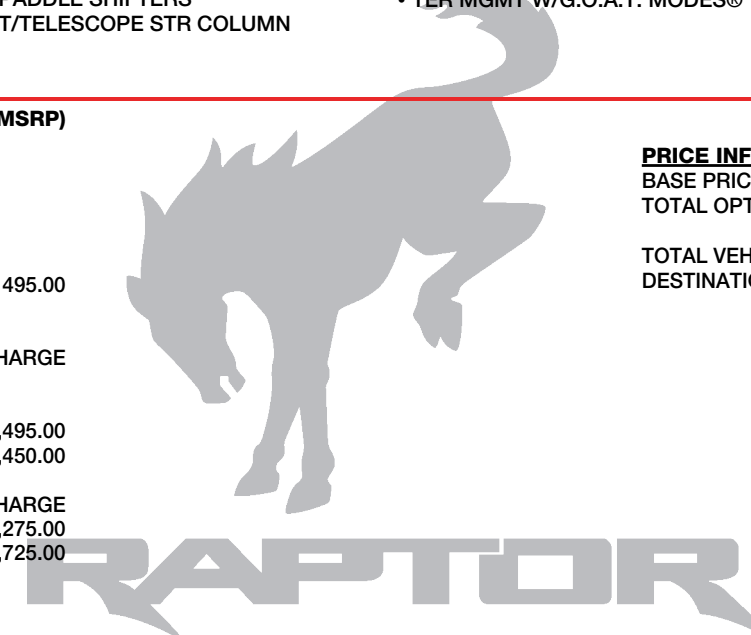 PADDLE SHIFTERS
T/TELESCOPE STR COLUMN
• TER MGMT W/G.O.A.T. MODES®
MSRP)
495.00
HARGE
,495.00
,450.00
HARGE
,275.00
,725.00
PRICE INF
BASE PRIC
TOTAL OPT
TOTAL VEH
DESTINATIO
RAPTOR